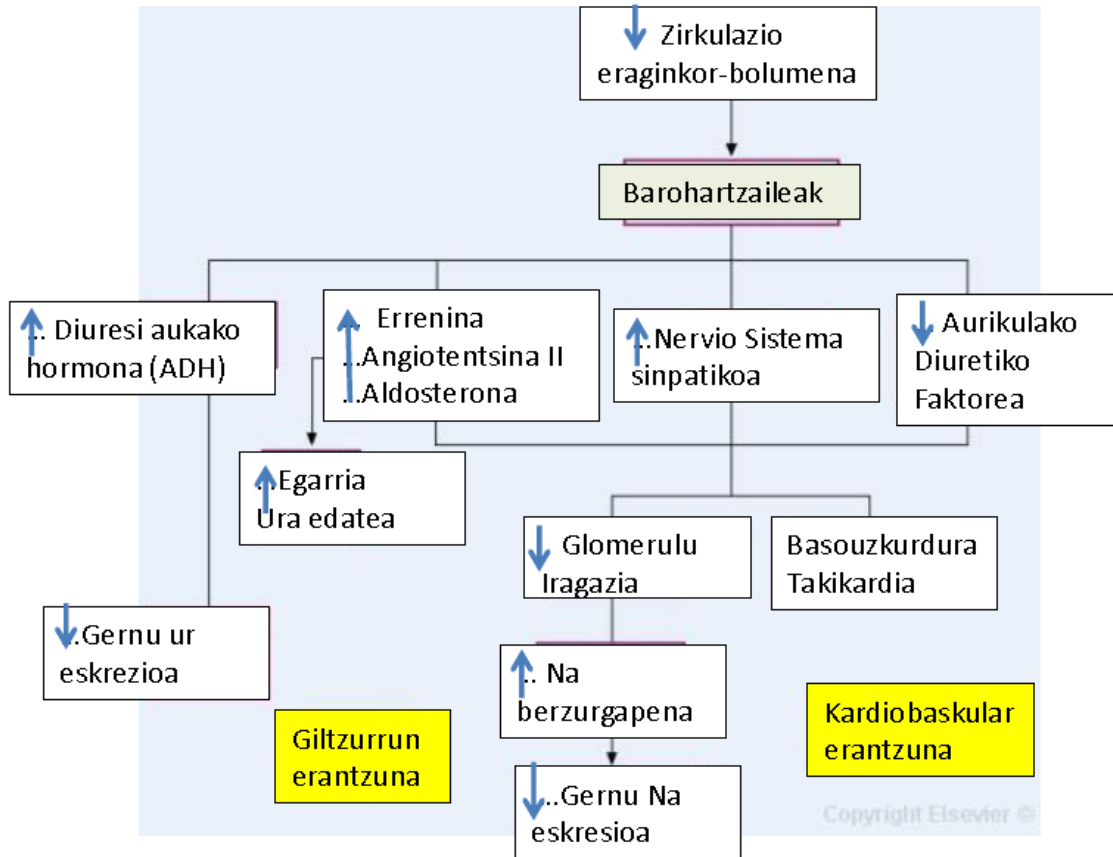 Zirkulazio
eraginkor-bolumena
Barohartzaileak
... Diuresi aukako
hormona (ADH)
... Errenina
...Angiotentsina II
...Aldosterona
...Nervio Sistema
sinpatikoa
.. Aurikulako
Diuretiko
Faktorea
..Egarria
Ura edatea
Glomerulu
Iragazia
Basouzkurdura
Takikardia
..Gernu ur
eskrezioa
... Na
berzurgapena
Giltzurrun
erantzuna
Kardiobaskular
erantzuna
...Gernu Na
eskresioa
Copyright Elsevier ©